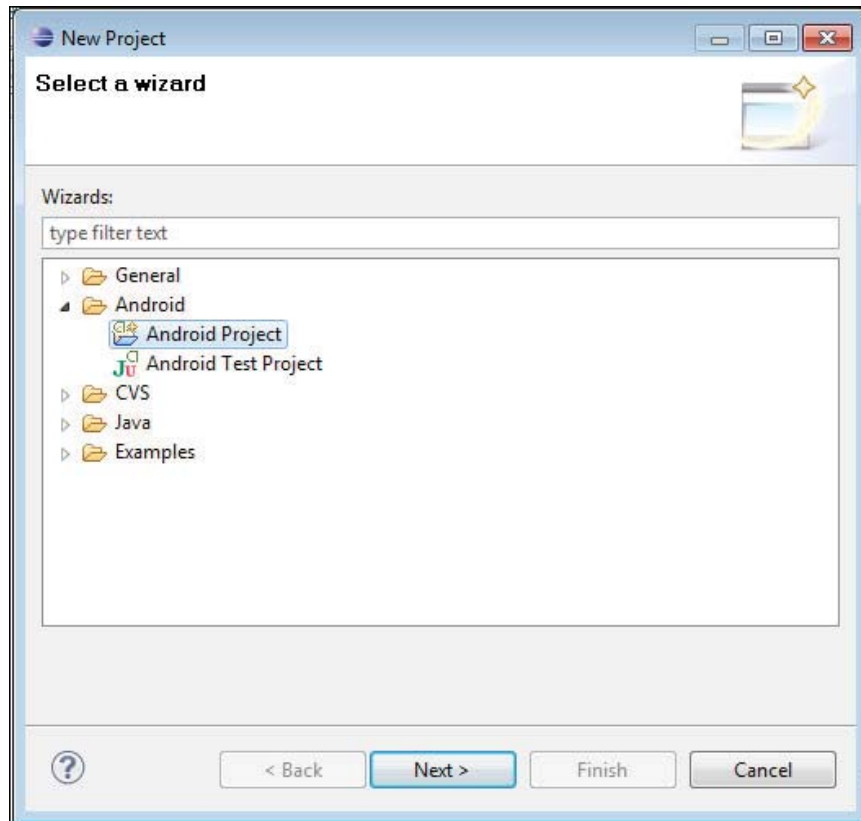 New Project
Select a wizard
Wizards:
type filter text
General
Android
Android Project
Android Test Project
CVS
Java
Examples
< Back Next > Finish Cancel